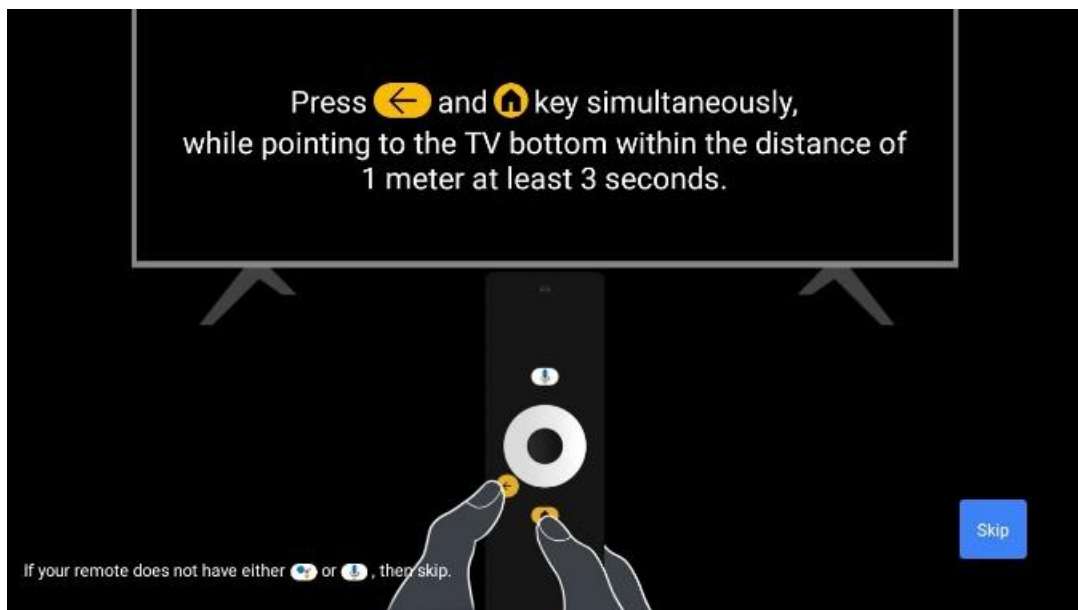 Press ← and key simultaneously,
while pointing to the TV bottom within the distance of
1 meter at least 3 seconds.
Skip
If your remote does not have either or , then skip.